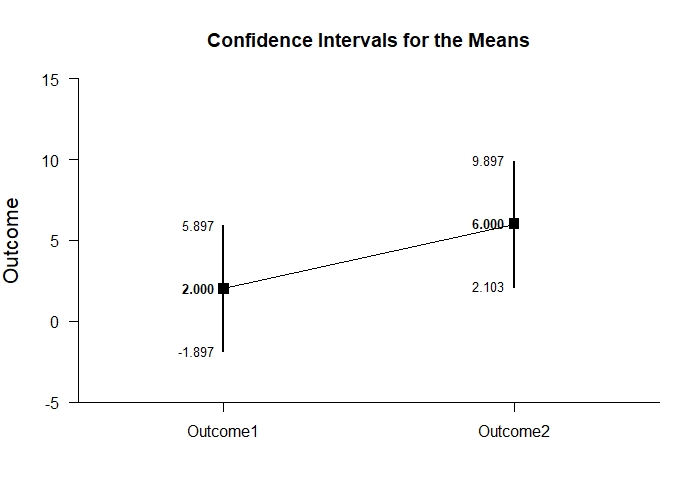 Confidence Intervals for the Means
Outcome
15
10
5
0
-5
5.897
2.000
-1.897
9.897
6.000
2.103
Outcome1
Outcome2